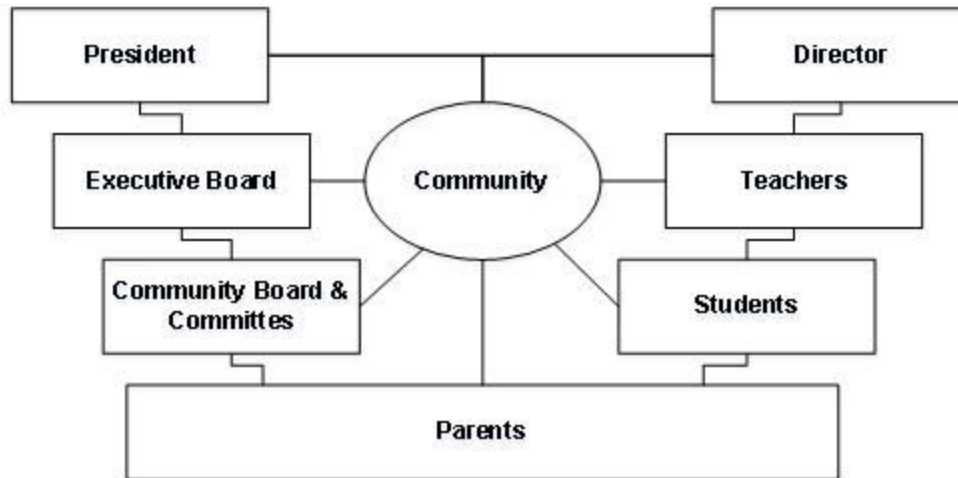 President
Director
Executive Board
Community
Teachers
Community Board &
Committes
Students
Parents